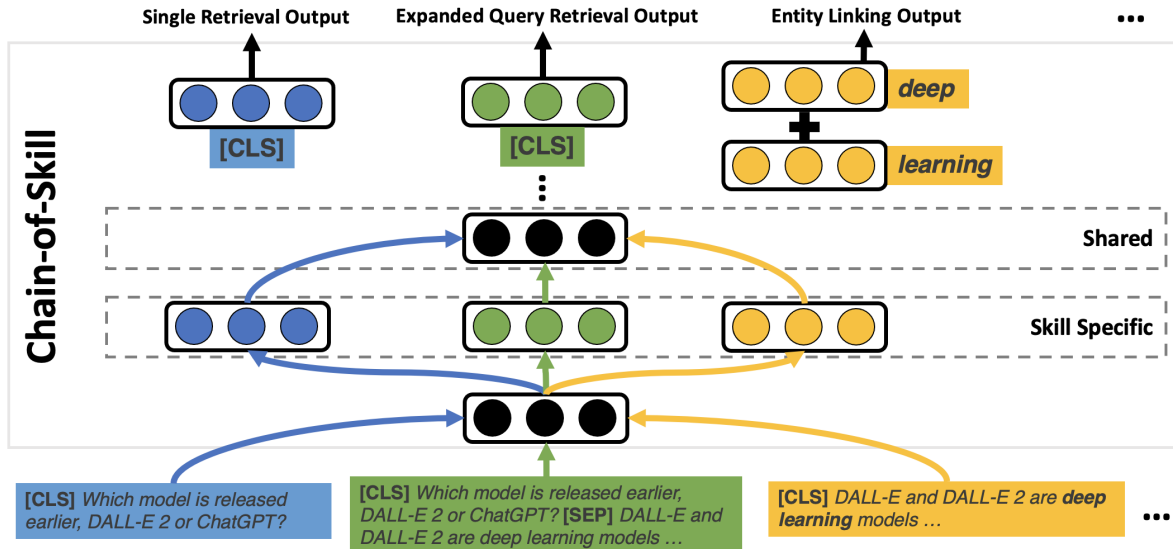 Single Retrieval Output
Expanded Query Retrieval Output
Entity Linking Output
...
Chain-of-Skill
[CLS]
[CLS]
deep
learning
Shared
Skill Specific
[CLS] Which model is released
earlier, DALL-E 2 or ChatGPT?
[CLS] Which model is released earlier,
DALL-E 2 or ChatGPT? [SEP] DALL-E and
DALL-E 2 are deep learning models ...
[CLS] DALL-E and DALL-E 2 are deep
learning models ...
...